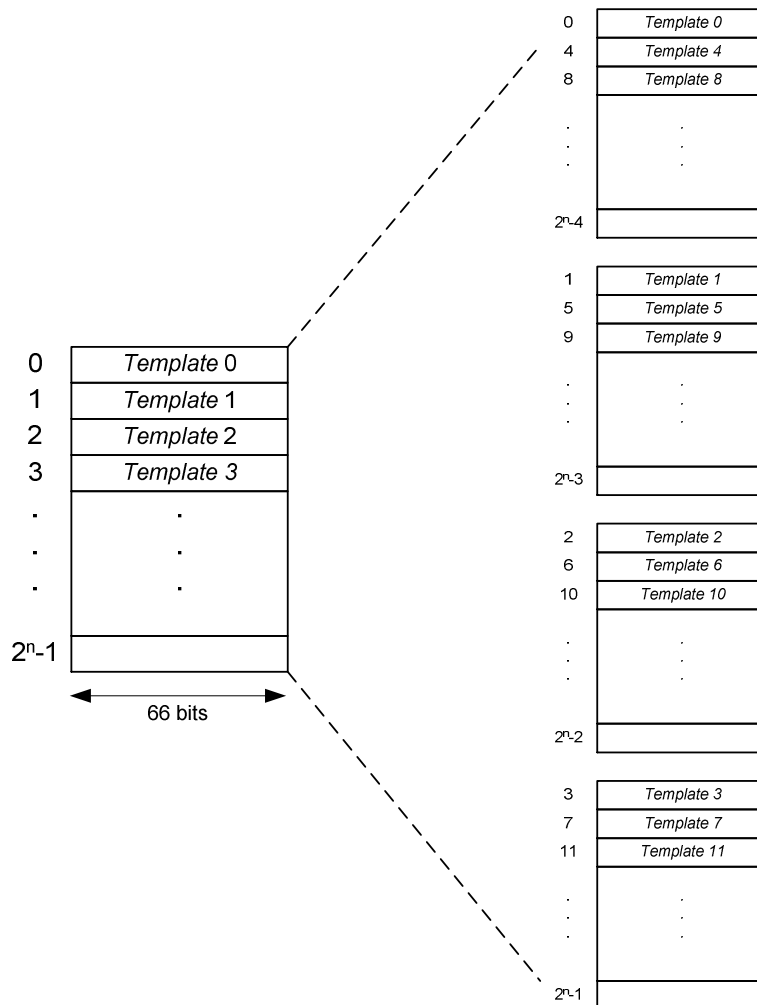 0 Template 0
1 Template 1
2 Template 2
3 Template 3
. .
. .
. .
2ⁿ-1
66 bits
0 Template 0
4 Template 4
8 Template 8
. .
. .
. .
2ⁿ-4
1 Template 1
5 Template 5
9 Template 9
. .
. .
. .
2ⁿ-3
2 Template 2
6 Template 6
10 Template 10
. .
. .
. .
2ⁿ-2
3 Template 3
7 Template 7
11 Template 11
. .
. .
. .
2ⁿ-1